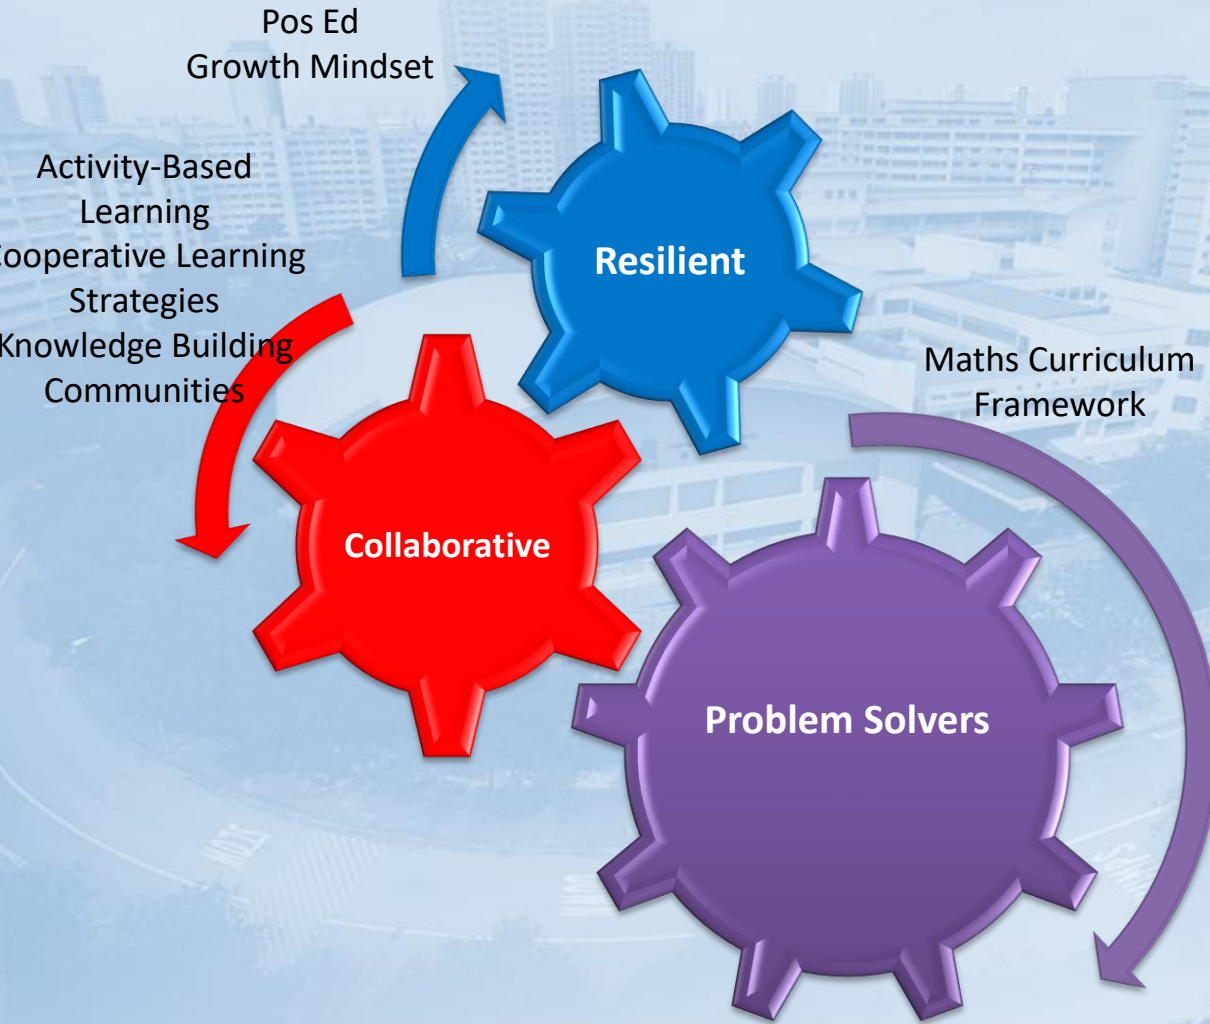 Pos Ed
Growth Mindset
Activity-Based
Learning
Cooperative Learning
Strategies
Knowledge Building
Communities
Resilient
Maths Curriculum
Framework
Collaborative
Problem Solvers